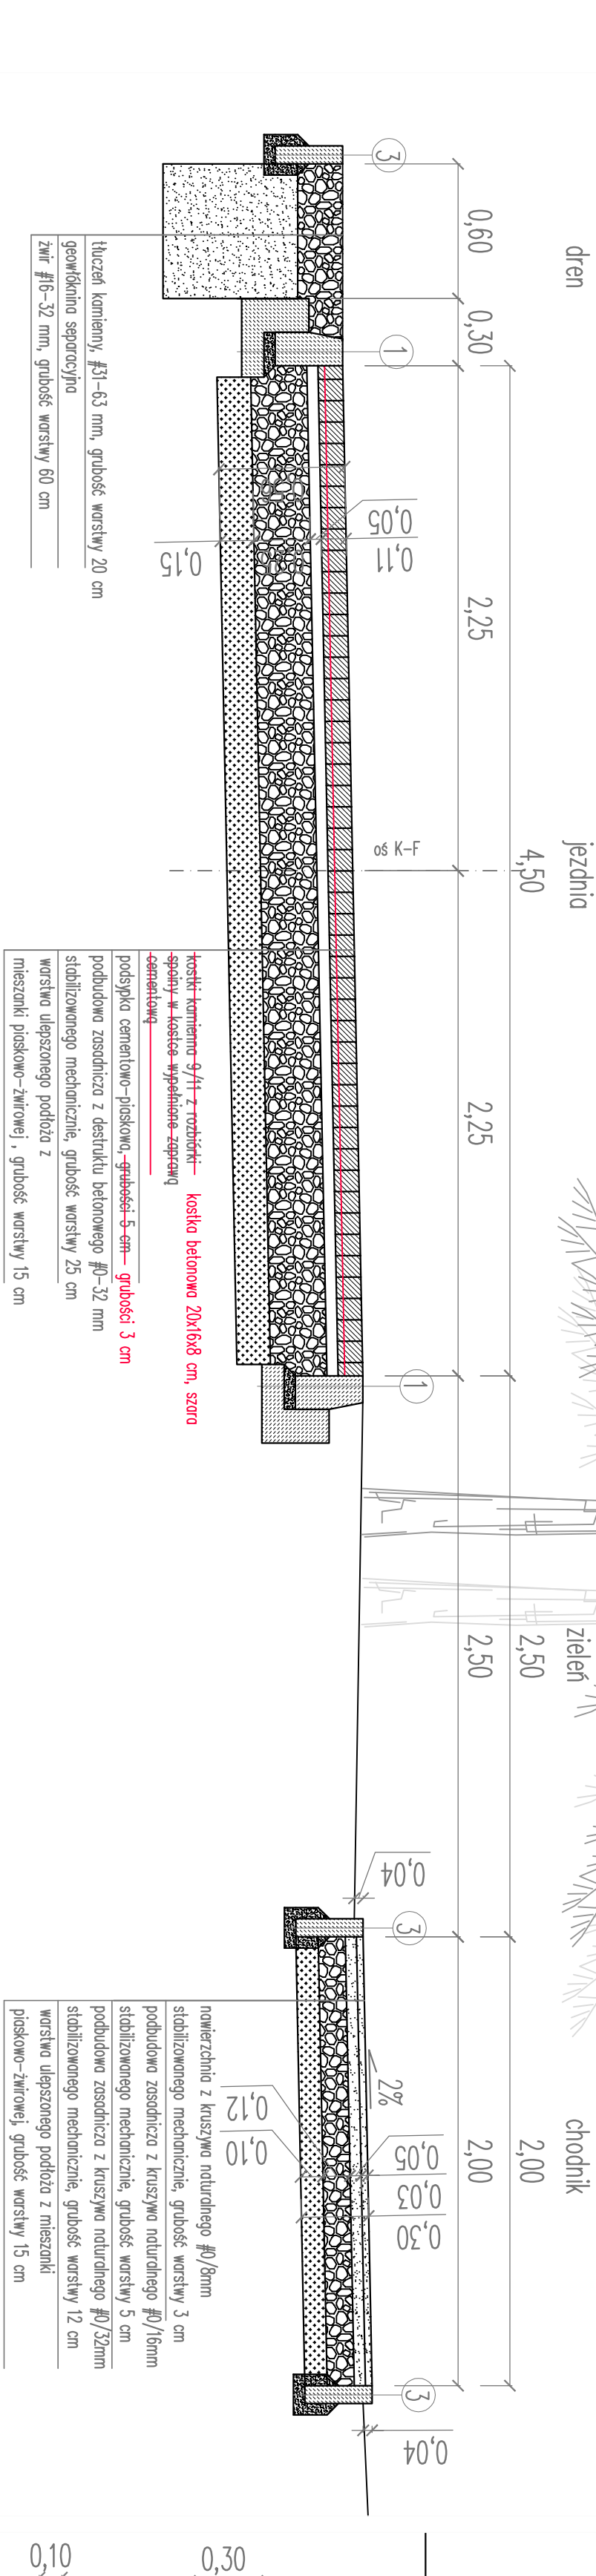 dren
jezdnia
zieleń
chodnik
4,50
2,50
2,00
0,60
0,30
2,25
2,25
2,50
2,00
3
1
1
3
3
oś K-F
0,05
0,11
0,15
0,04
2%
0,05
0,03
0,30
0,12
0,10
0,04
tłuczeń kamienny, #31-63 mm, grubość warstwy 20 cm
geowłóknina separacyjna
żwir #16-32 mm, grubość warstwy 60 cm
kostki kamienna 9/11 z rozbiórki kostka betonowa 20x16x8 cm, szara
spoiny w kostce wypełnione zaprawą
cementową
podsypka cementowo-piaskowa, grubości 5 cm grubości 3 cm
podbudowa zasadnicza z destruktu betonowego #0-32 mm
stabilizowanego mechanicznie, grubość warstwy 25 cm
warstwa ulepszonego podłoża z
mieszanki piaskowo-żwirowej , grubość warstwy 15 cm
nawierzchnia z kruszywa naturalnego #0/8mm
stabilizowanego mechanicznie, grubość warstwy 3 cm
podbudowa zasadnicza z kruszywa naturalnego #0/16mm
stabilizowanego mechanicznie, grubość warstwy 5 cm
podbudowa zasadnicza z kruszywa naturalnego #0/32mm
stabilizowanego mechanicznie, grubość warstwy 12 cm
warstwa ulepszonego podłoża z mieszanki
piaskowo-żwirowej, grubość warstwy 15 cm
0,10
0,30